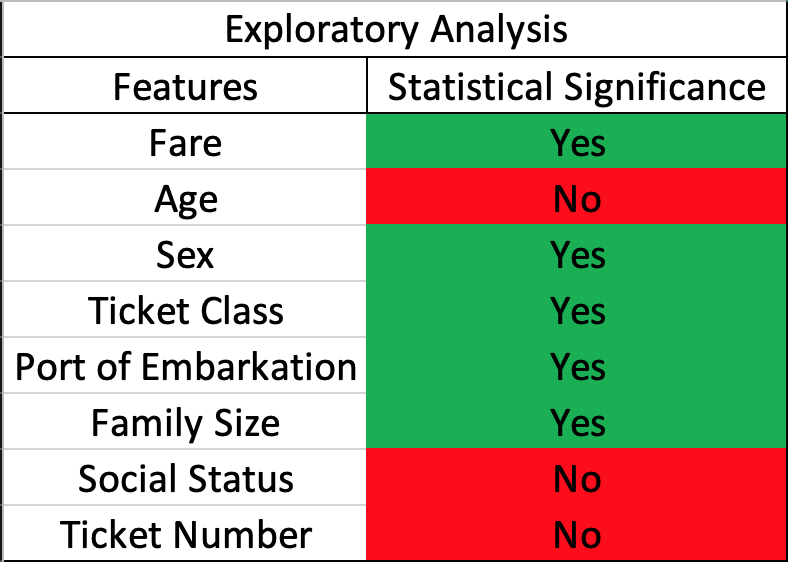 Exploratory Analysis
Features Statistical Significance
Fare Yes
Age No
Sex Yes
Ticket Class Yes
Port of Embarkation Yes
Family Size Yes
Social Status No
Ticket Number No